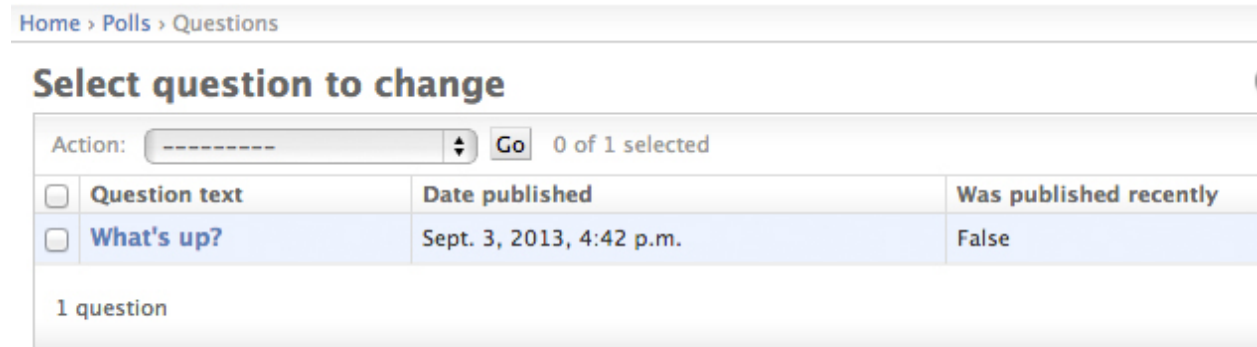 Home › Polls › Questions
Select question to change
Action: --------- Go 0 of 1 selected
Question text Date published Was published recently
What's up? Sept. 3, 2013, 4:42 p.m. False
1 question